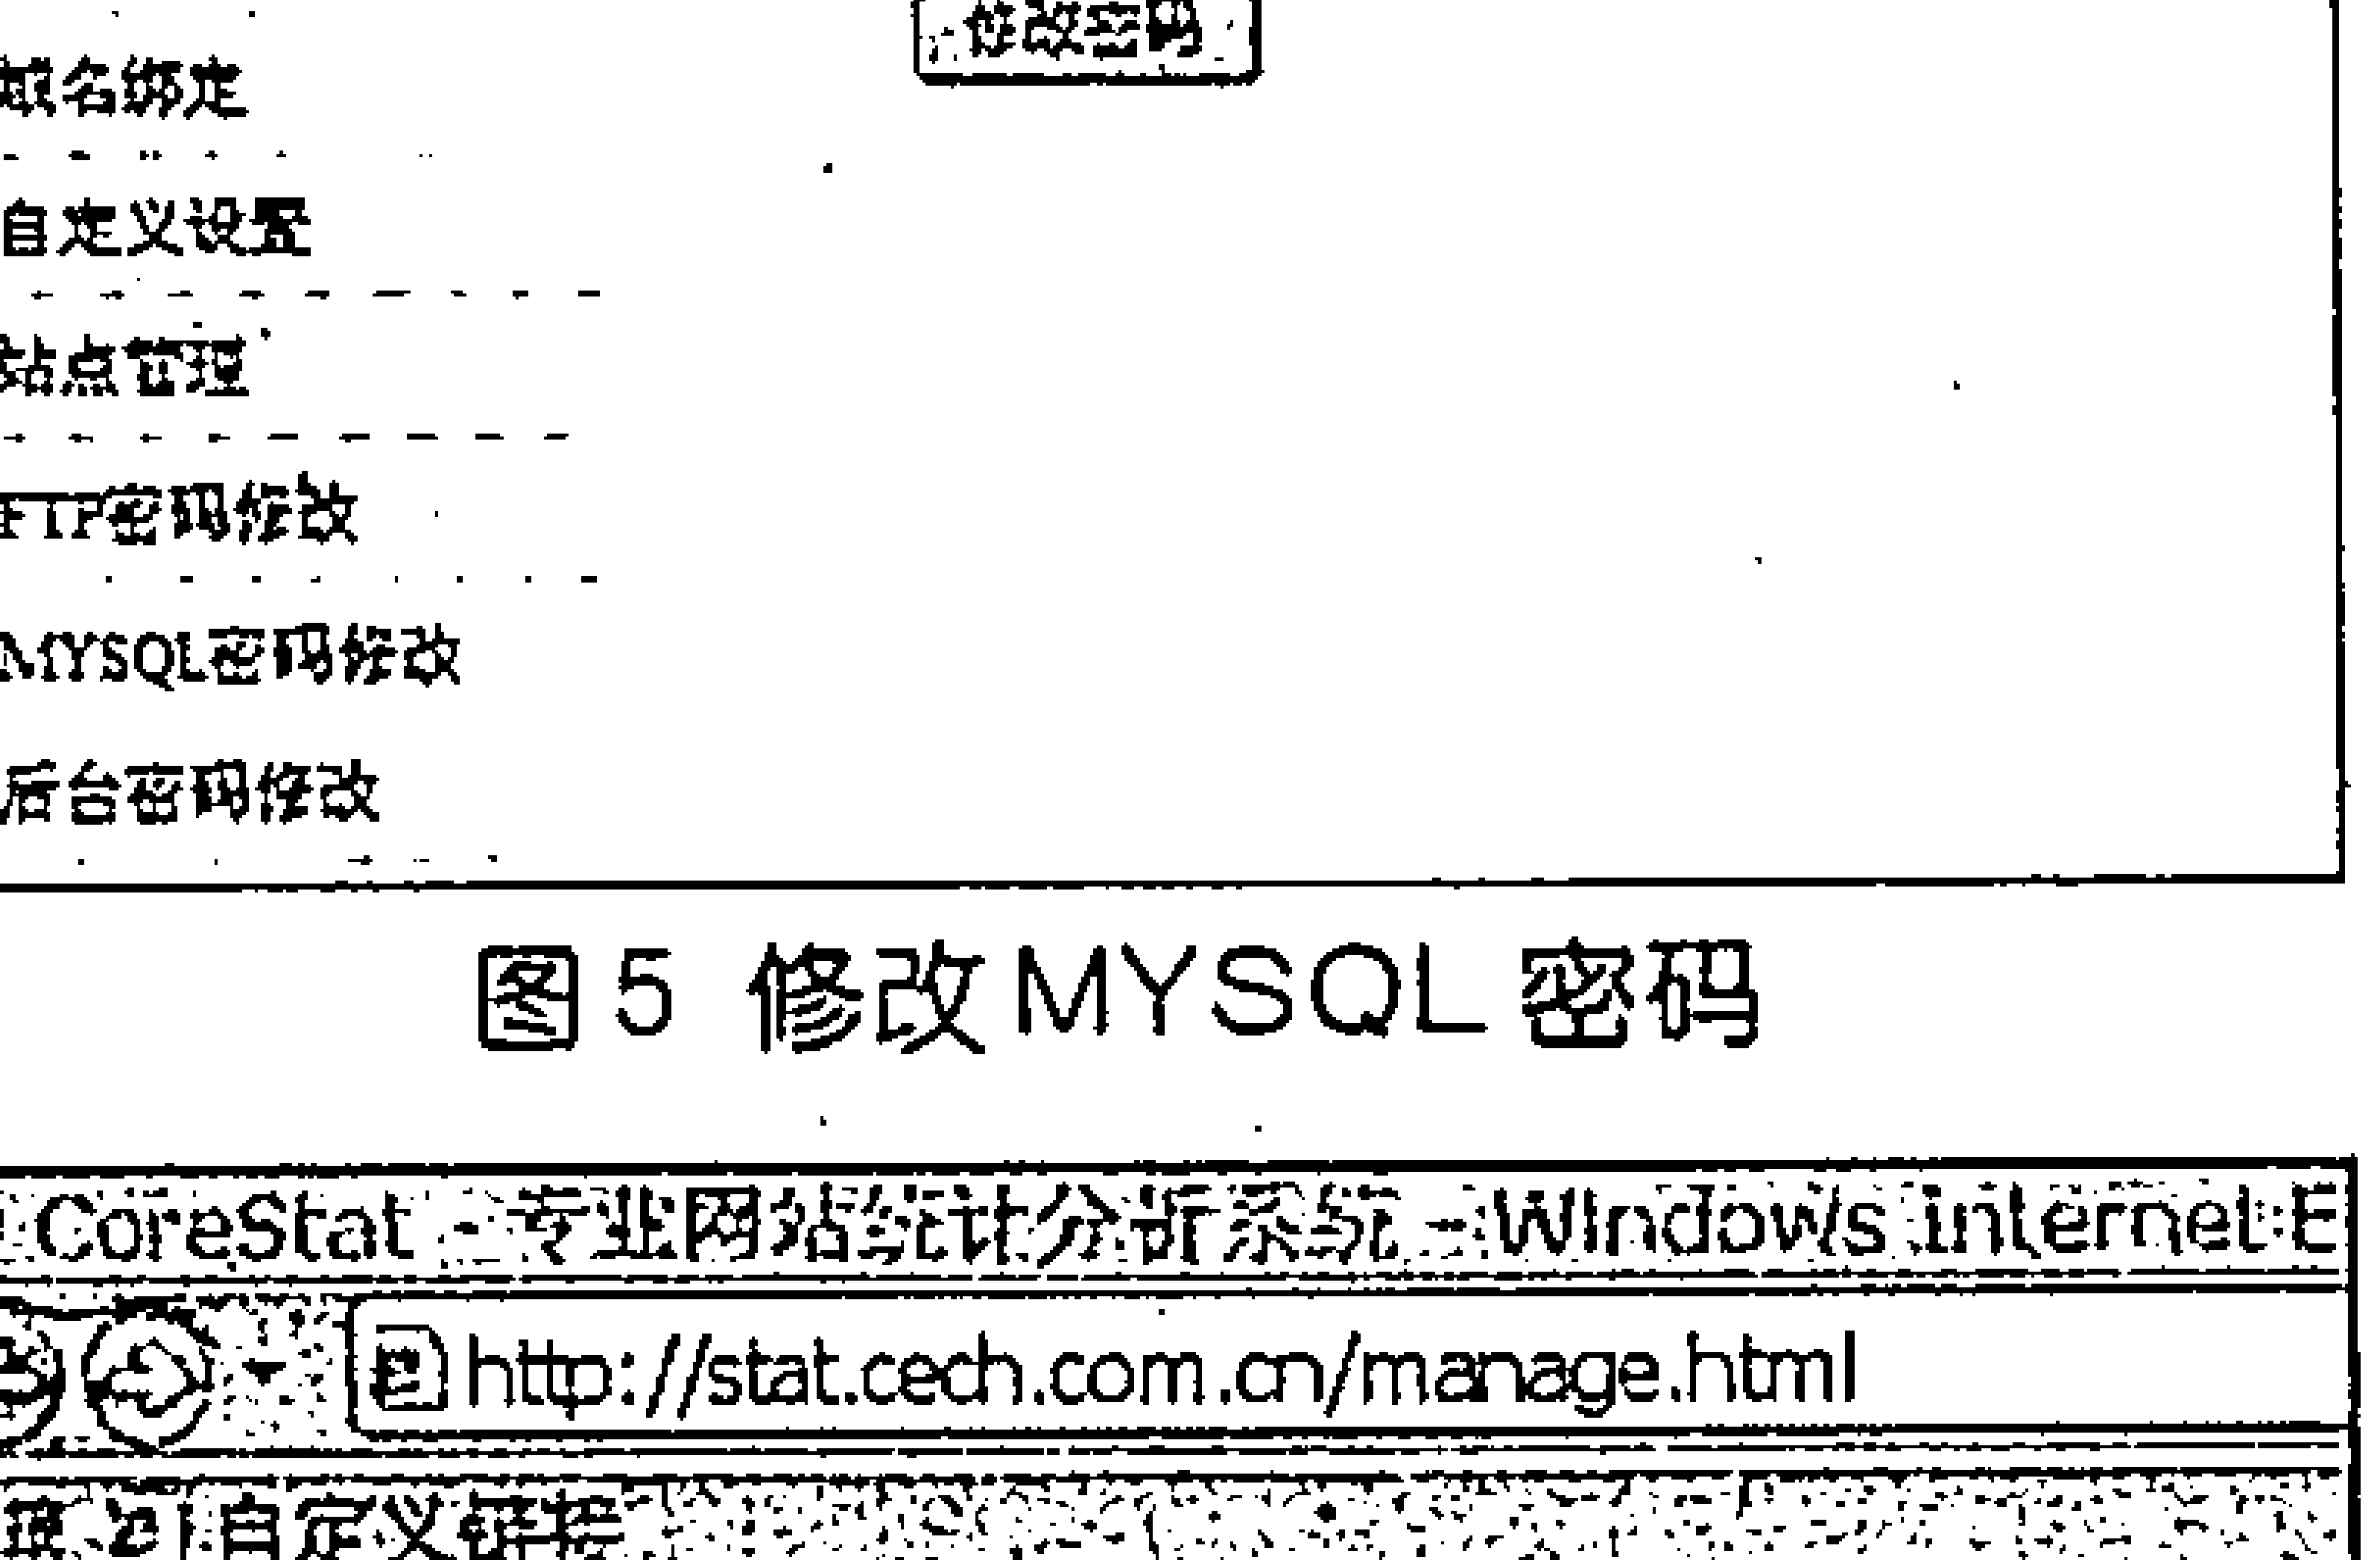 修改密码
域名绑定
自定义设置
站点管理
FTP密码修改
MYSQL密码修改
后台密码修改
图5 修改MYSQL密码
CoreStat - 专业网站统计分析系统 - Windows Internet E
http://stat.cech.com.cn/manage.html
自定义链接